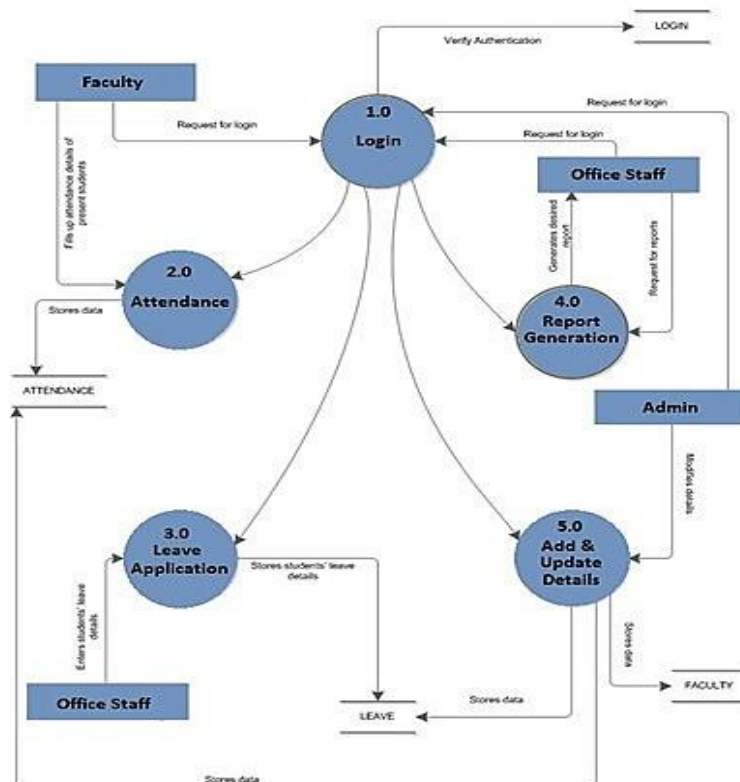 LOGIN
Verify Authentication
Faculty
Request for login
1.0
Login
Request for login
Request for login
Office Staff
Fills up attendance details of
present students
Generates desired
report
Request for reports
2.0
Attendance
Stores data
4.0
Report
Generation
ATTENDANCE
Admin
Modifies details
3.0
Leave
Application
Stores students' leave
details
5.0
Add &
Update
Details
Enters students' leave
details
Stores data
Office Staff
FACULTY
LEAVE
Stores data
Stores data